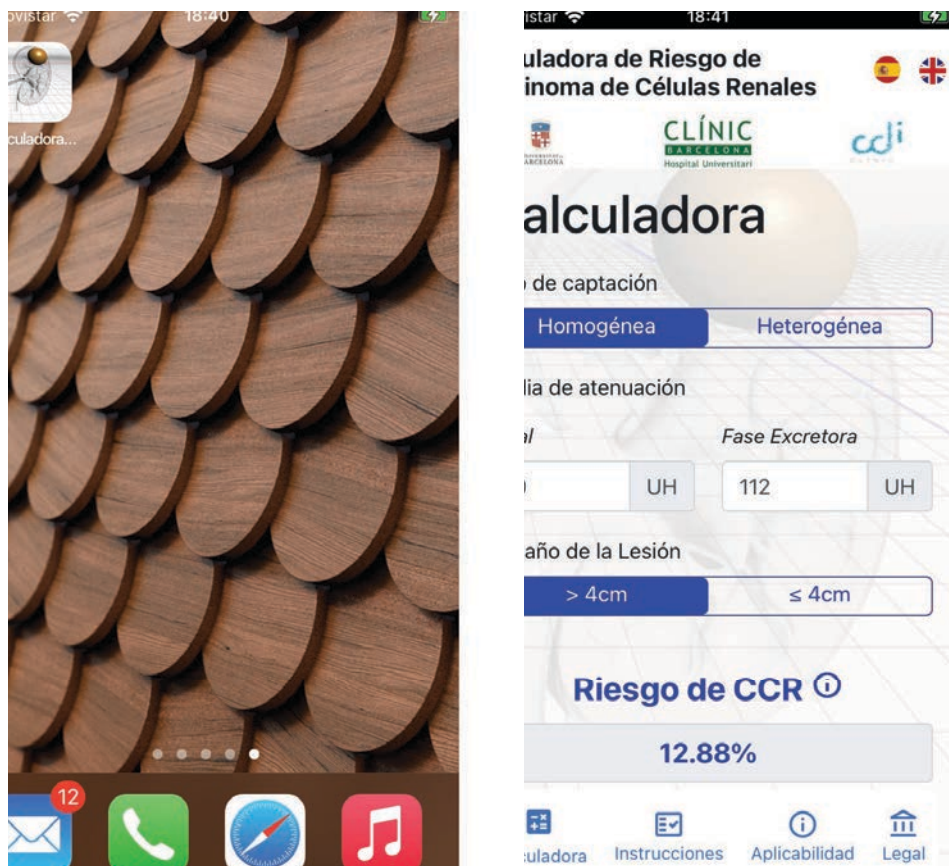 ovistar
18:40
culadora...
12
istar
18:41
uladora de Riesgo de
inoma de Células Renales
CLÍNIC
BARCELONA
Hospital Universitari
cdi
alculadora
de captación
Homogénea
Heterogénea
lia de atenuación
al
Fase Excretora
UH
112
UH
año de la Lesión
> 4cm
≤ 4cm
Riesgo de CCR
12.88%
culadora
Instrucciones
Aplicabilidad
Legal